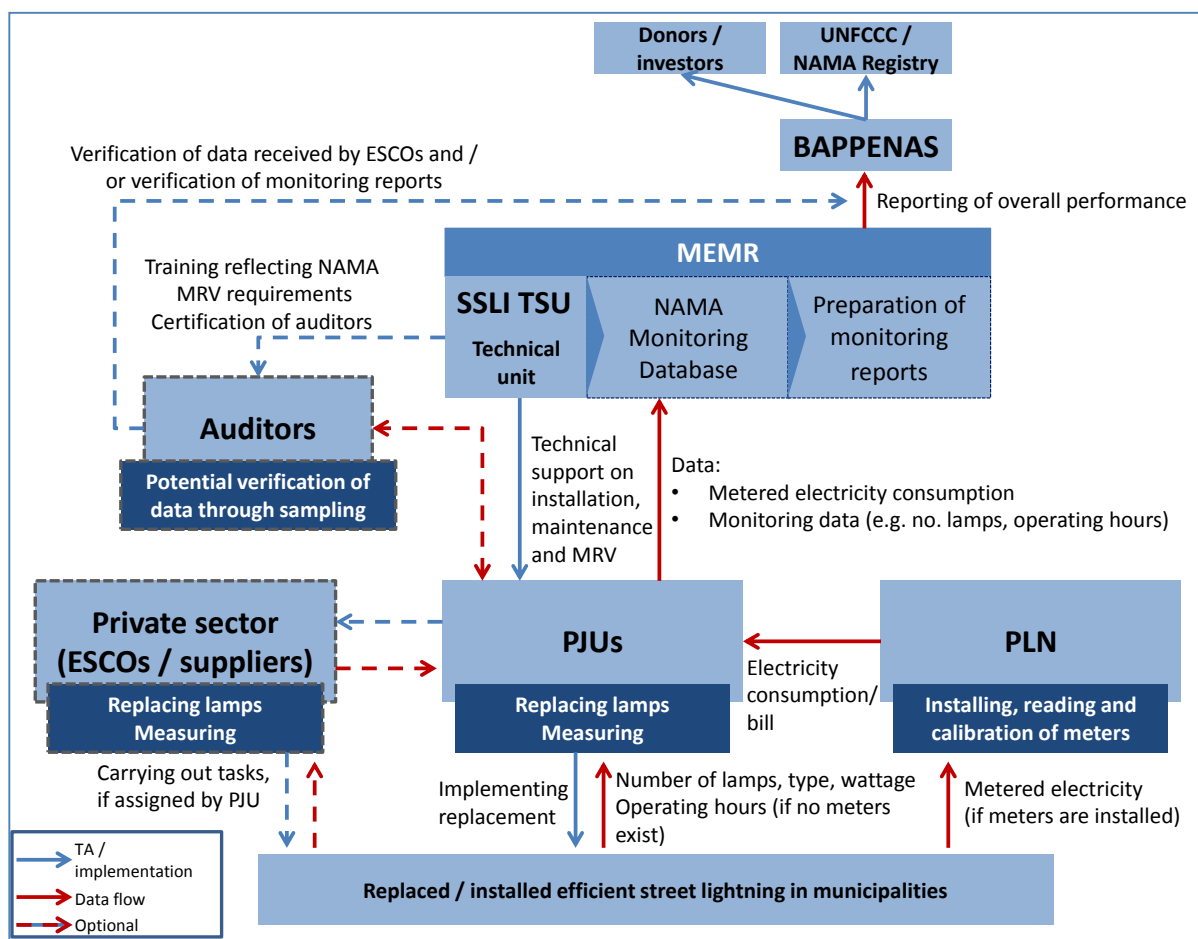 Donors /
investors
UNFCCC /
NAMA Registry
BAPPENAS
Verification of data received by ESCOs and /
or verification of monitoring reports
Reporting of overall performance
MEMR
Training reflecting NAMA
MRV requirements
Certification of auditors
SSLI TSU
Technical
unit
NAMA
Monitoring
Database
Preparation of
monitoring
reports
Auditors
Potential verification of
data through sampling
Technical
support on
installation,
maintenance
and MRV
Data:
• Metered electricity consumption
• Monitoring data (e.g. no. lamps, operating hours)
Private sector
(ESCOs / suppliers)
Replacing lamps
Measuring
PJUs
Replacing lamps
Measuring
Electricity
consumption/
bill
PLN
Installing, reading and
calibration of meters
Carrying out tasks,
if assigned by PJU
Implementing
replacement
Number of lamps, type, wattage
Operating hours (if no meters
exist)
Metered electricity
(if meters are installed)
TA /
implementation
Data flow
Optional
Replaced / installed efficient street lightning in municipalities